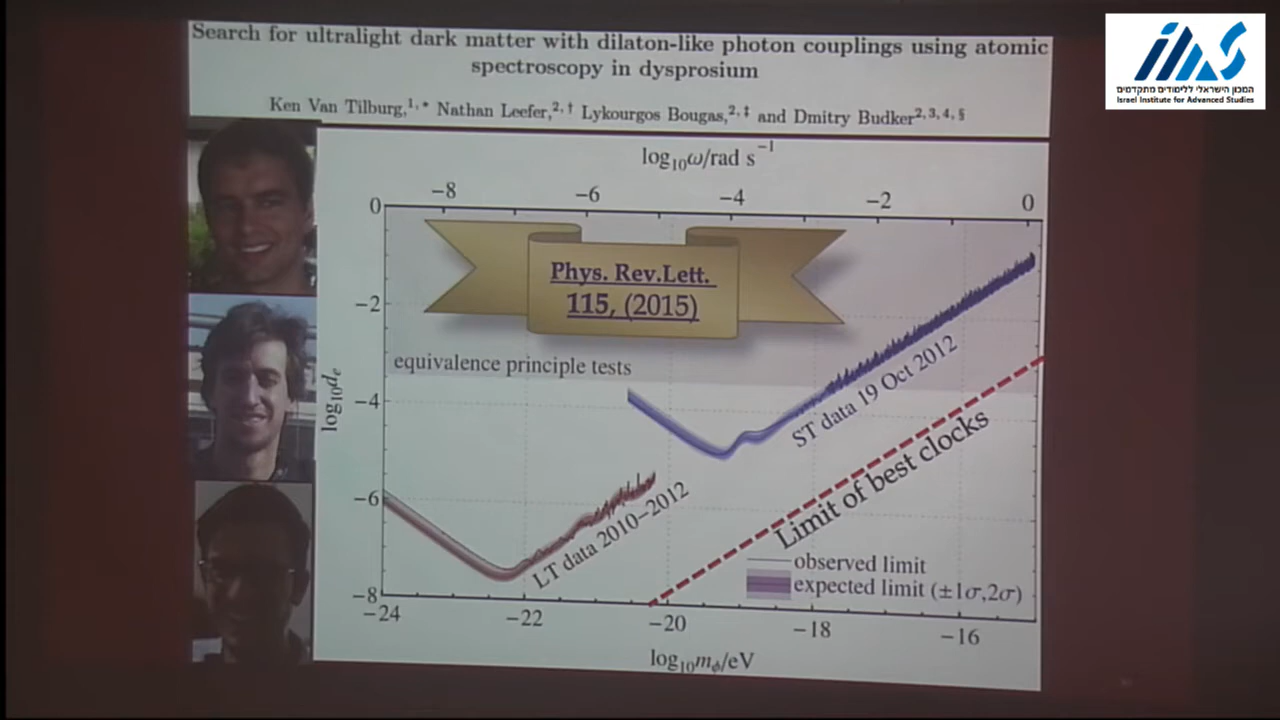 Search for ultralight dark matter with dilaton-like photon couplings using atomic
spectroscopy in dysprosium
Ken Van Tilburg,1, * Nathan Leefer,2, † Lykourgos Bougas,2, ‡ and Dmitry Budker2, 3, 4, §
המכון הישראלי ללימודים מתקדמים
Israel Institute for Advanced Studies
log10ω/rad s−1
−8 −6 −4 −2 0
0
−2
−4
−6
−8
log10de
Phys. Rev.Lett.
115, (2015)
equivalence principle tests
ST data 19 Oct 2012
LT data 2010−2012
Limit of best clocks
observed limit
expected limit (±1σ,2σ)
−24 −22 −20 −18 −16
log10mϕ/eV